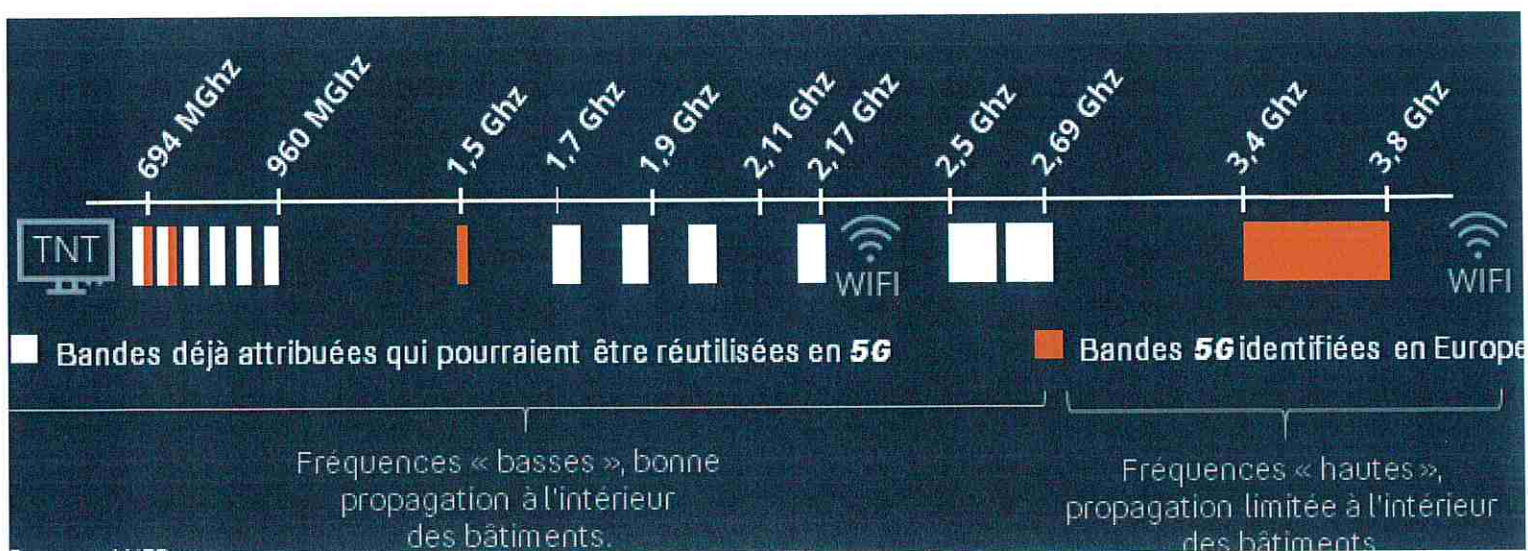 694 MGhz
960 MGhz
1,5 Ghz
1,7 Ghz
1,9 Ghz
2,11 Ghz
2,17 Ghz
2,5 Ghz
2,69 Ghz
3,4 Ghz
3,8 Ghz
TNT
WIFI
WIFI
Bandes déjà attribuées qui pourraient être réutilisées en 5G
Bandes 5G identifiées en Europe
Fréquences « basses », bonne
propagation à l'intérieur
des bâtiments.
Fréquences « hautes »,
propagation limitée à l'intérieur
des bâtiments